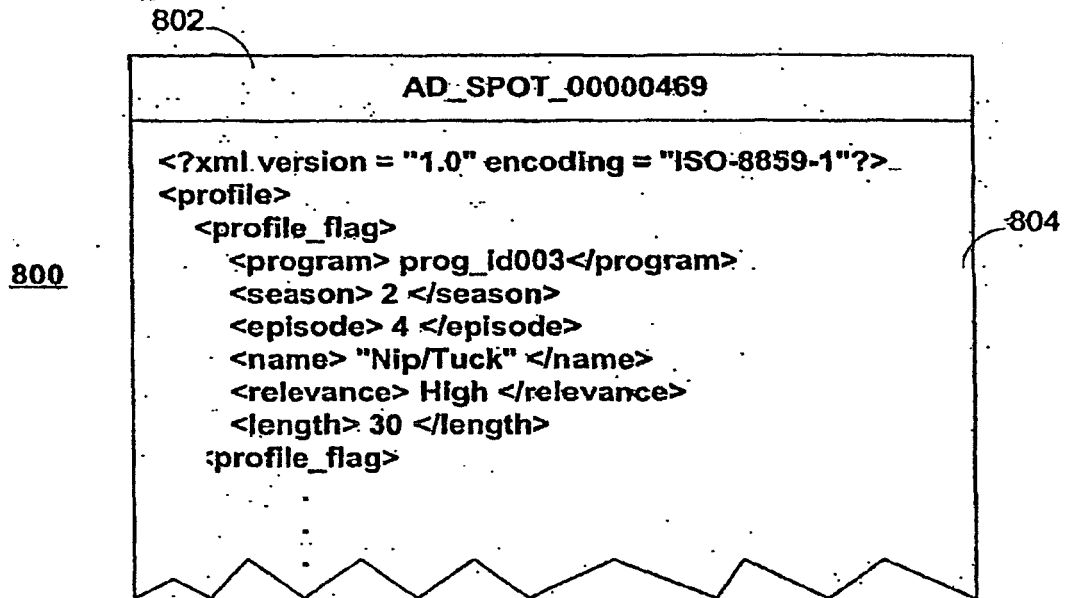 802
AD_SPOT_00000469
<?xml version = "1.0" encoding = "ISO-8859-1"?>
<profile>
<profile_flag>
804
<program> prog_id003</program>
800
<season> 2 </season>
<episode> 4 </episode>
<name> "Nip/Tuck" </name>
<relevance> High </relevance>
<length> 30 </length>
<profile_flag>